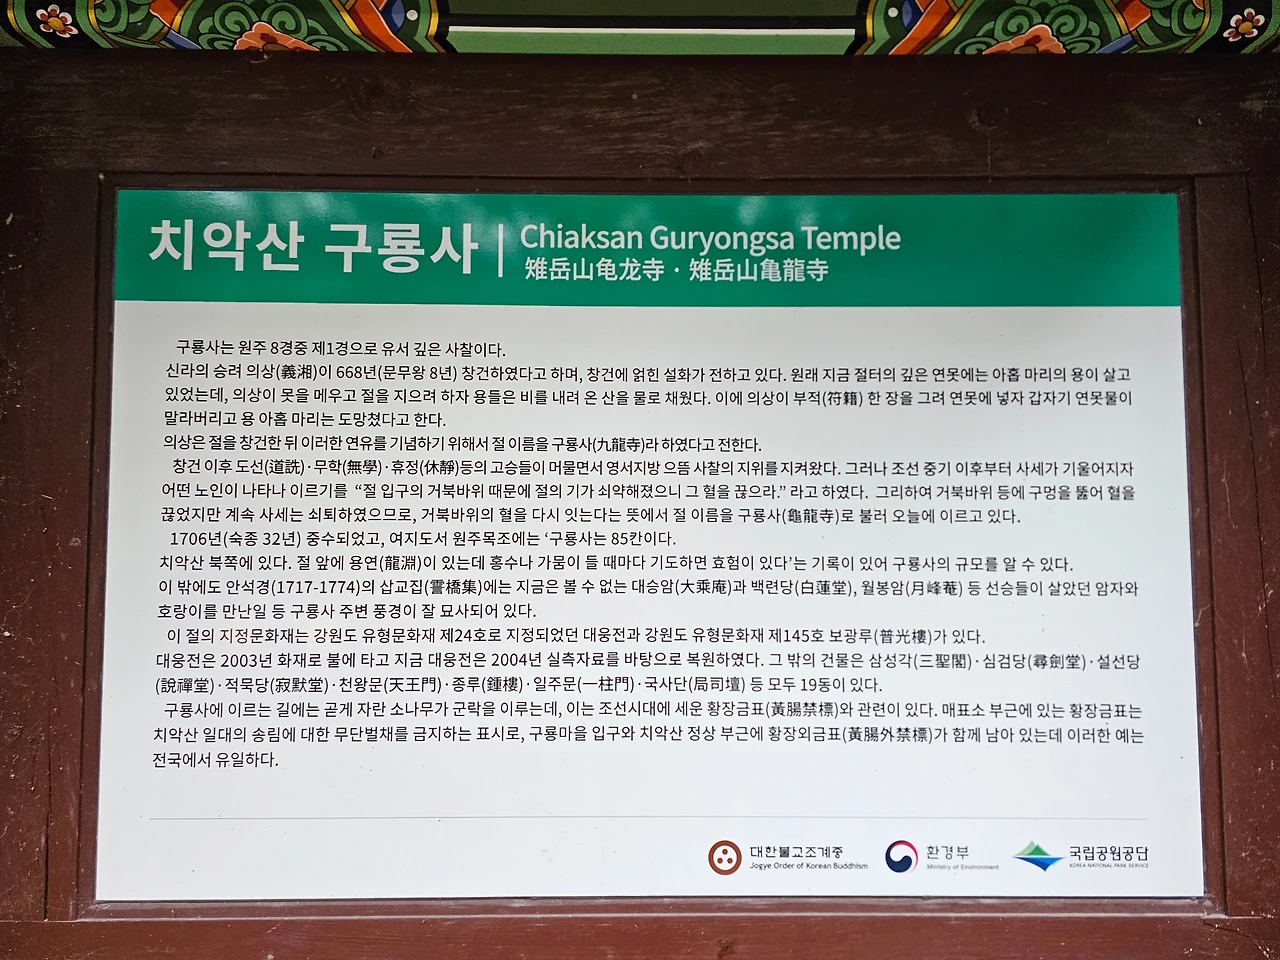 치악산 구룡사 | Chiaksan Guryongsa Temple
雉岳山龟龙寺 · 雉岳山亀龍寺
구룡사는 원주 8경중 제1경으로 유서 깊은 사찰이다.
신라의 승려 의상(義湘)이 668년(문무왕 8년) 창건하였다고 하며, 창건에 얽힌 설화가 전하고 있다. 원래 지금 절터의 깊은 연못에는 아홉 마리의 용이 살고
있었는데, 의상이 못을 메우고 절을 지으려 하자 용들은 비를 내려 온 산을 물로 채웠다. 이에 의상이 부적(符籍) 한 장을 그려 연못에 넣자 갑자기 연못물이
말라버리고 용 아홉 마리는 도망쳤다고 한다.
의상은 절을 창건한 뒤 이러한 연유를 기념하기 위해서 절 이름을 구룡사(九龍寺)라 하였다고 전한다.
창건 이후 도선(道詵)·무학(無學)·휴정(休靜)등의 고승들이 머물면서 영서지방 으뜸 사찰의 지위를지켜왔다. 그러나 조선 중기 이후부터 사세가 기울어지자
어떤 노인이 나타나 이르기를 “절 입구의 거북바위 때문에 절의 기가 쇠약해졌으니 그 혈을 끊으라.” 라고 하였다. 그리하여 거북바위 등에 구멍을 뚫어 혈을
끊었지만 계속 사세는 쇠퇴하였으므로, 거북바위의 혈을 다시 잇는다는 뜻에서 절 이름을 구룡사(龜龍寺)로 불러 오늘에 이르고 있다.
1706년(숙종 32년) 중수되었고, 여지도서 원주목조에는 ‘구룡사는 85칸이다.
치악산 북쪽에 있다. 절 앞에 용연(龍淵)이 있는데 홍수나 가뭄이 들 때마다 기도하면 효험이 있다’는 기록이 있어 구룡사의 규모를 알 수 있다.
이 밖에도 안석경(1717-1774)의 삽교집(霅橋集)에는 지금은 볼 수 없는 대승암(大乘庵)과 백련당(白蓮堂), 월봉암(月峰菴) 등 선승들이 살았던 암자와
호랑이를 만난일 등 구룡사 주변 풍경이 잘 묘사되어 있다.
이 절의 지정문화재는 강원도 유형문화재 제24호로 지정되었던 대웅전과 강원도 유형문화재 제145호 보광루(普光樓)가 있다.
대웅전은 2003년 화재로 불에 타고 지금 대웅전은 2004년 실측자료를 바탕으로 복원하였다. 그 밖의 건물은 삼성각(三聖閣)·심검당(尋劍堂)·설선당
(說禪堂)·적묵당(寂默堂)·천왕문(天王門)·종루(鍾樓)·일주문(一柱門)·국사단(局司壇) 등 모두 19동이 있다.
구룡사에 이르는 길에는 곧게 자란 소나무가 군락을 이루는데, 이는 조선시대에 세운 황장금표(黃腸禁標)와 관련이 있다. 매표소 부근에 있는 황장금표는
치악산 일대의 송림에 대한 무단벌채를 금지하는 표시로, 구룡마을 입구와 치악산 정상 부근에 황장외금표(黃腸外禁標)가 함께 남아 있는데 이러한 예는
전국에서 유일하다.
대한불교조계종 환경부 국립공원공단
Jogye Order of Korean Buddhism Ministry of Environment KOREA NATIONAL PARK SERVICE